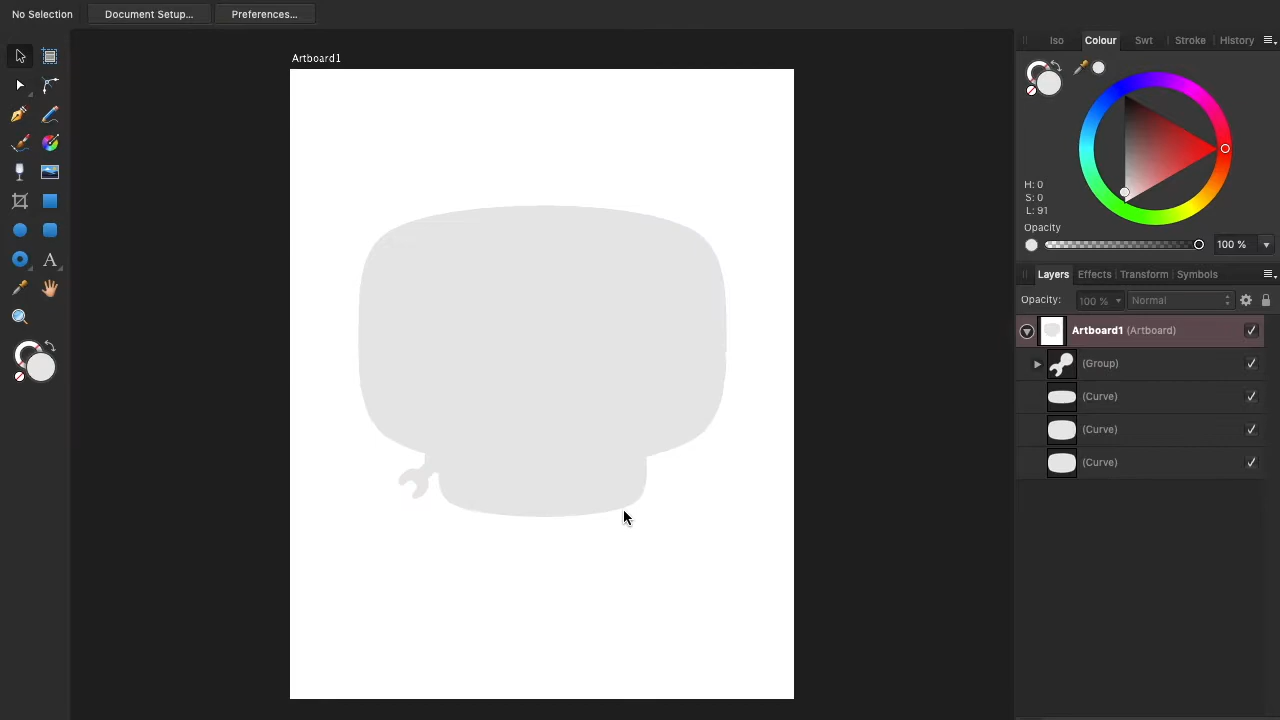 No Selection
Document Setup...
Preferences...
Artboard1
Iso
Colour
Swt
Stroke
History
H: 0
S: 0
L: 91
Opacity
100 %
A
Layers
Effects
Transform
Symbols
Opacity:
100 %
Normal
Artboard1 (Artboard)
(Group)
(Curve)
(Curve)
(Curve)